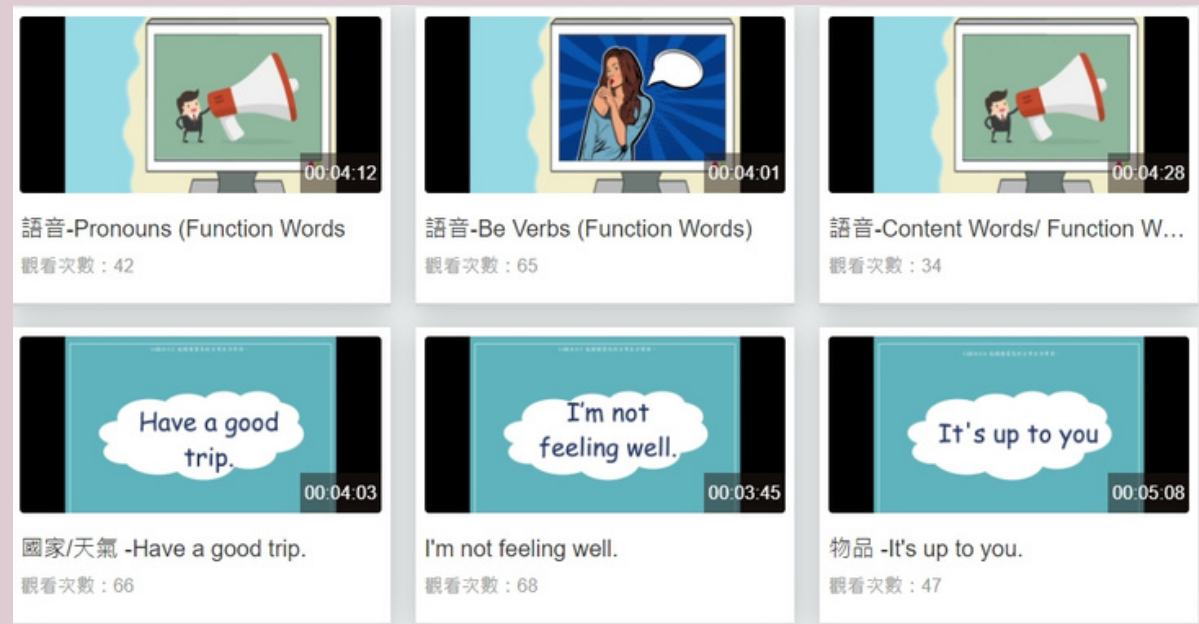 00:04:12
00:04:01
00:04:28
語音-Pronouns (Function Words
語音-Be Verbs (Function Words)
語音-Content Words/ Function W…
觀看次數：42
觀看次數：65
觀看次數：34
Have a good
trip.
00:04:03
I'm not
feeling well.
00:03:45
It's up to you
00:05:08
國家/天氣 -Have a good trip.
I'm not feeling well.
物品 -It's up to you.
觀看次數：66
觀看次數：68
觀看次數：47